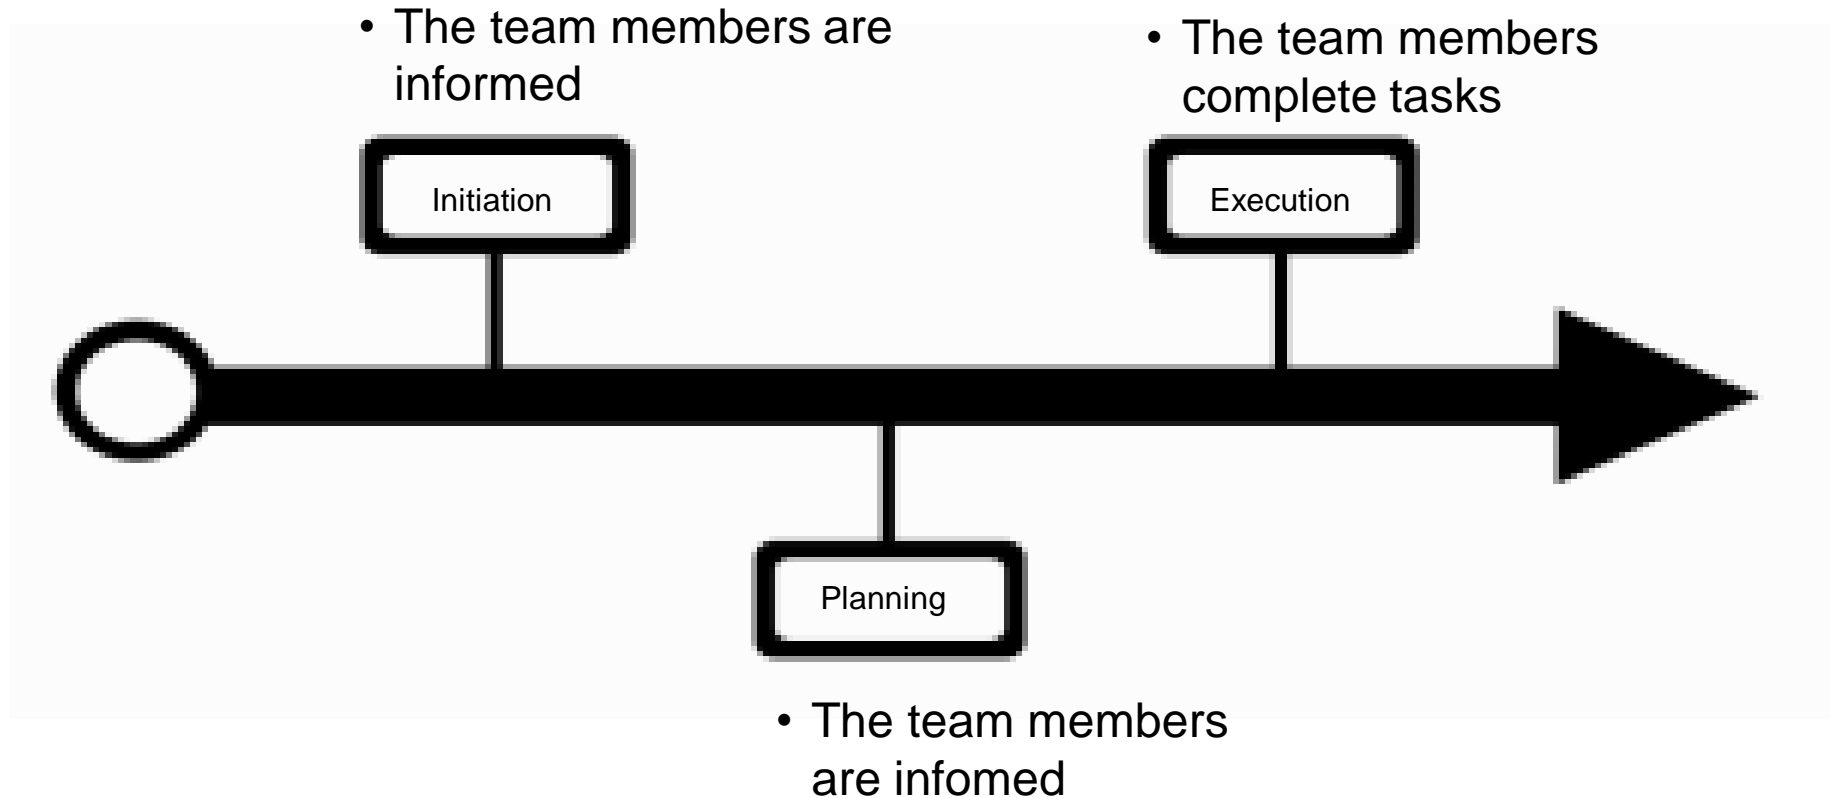 • The team members are
informed
• The team members
complete tasks
Initiation
Execution
Planning
• The team members
are infomed